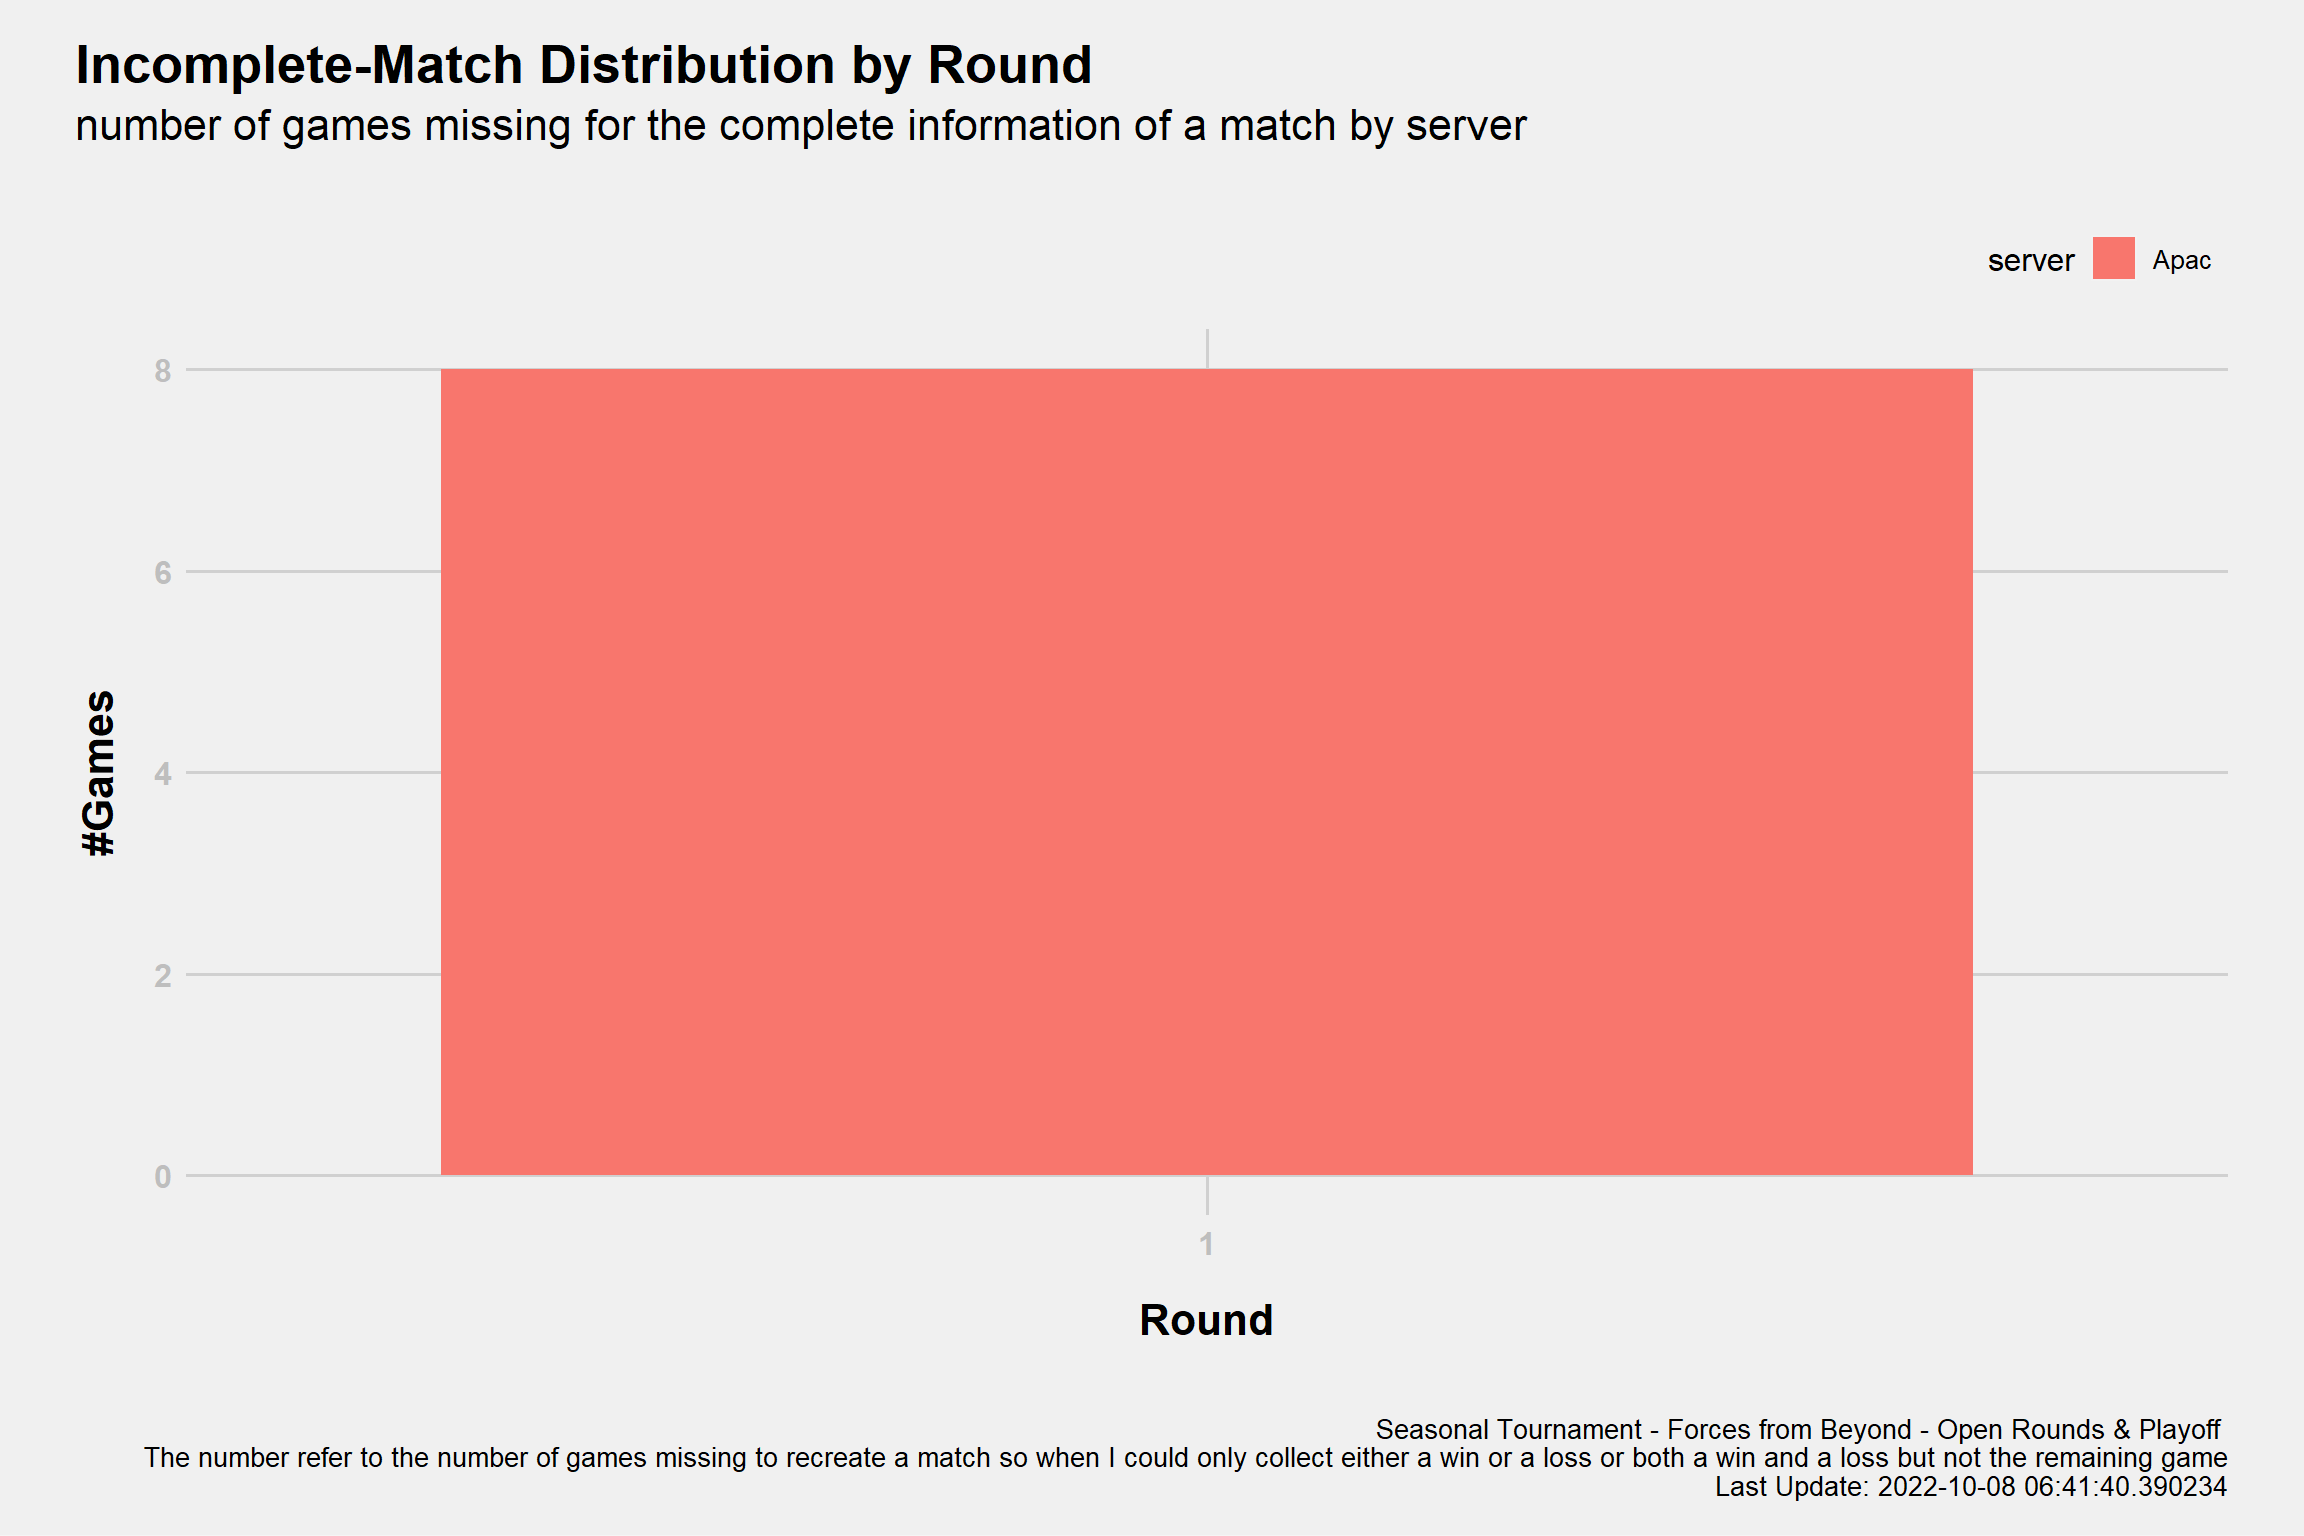 Incomplete-Match Distribution by Round
number of games missing for the complete information of a match by server
server Apac
8
6
4
2
0
#Games
1
Round
Seasonal Tournament - Forces from Beyond - Open Rounds & Playoff
The number refer to the number of games missing to recreate a match so when I could only collect either a win or a loss or both a win and a loss but not the remaining game
Last Update: 2022-10-08 06:41:40.390234